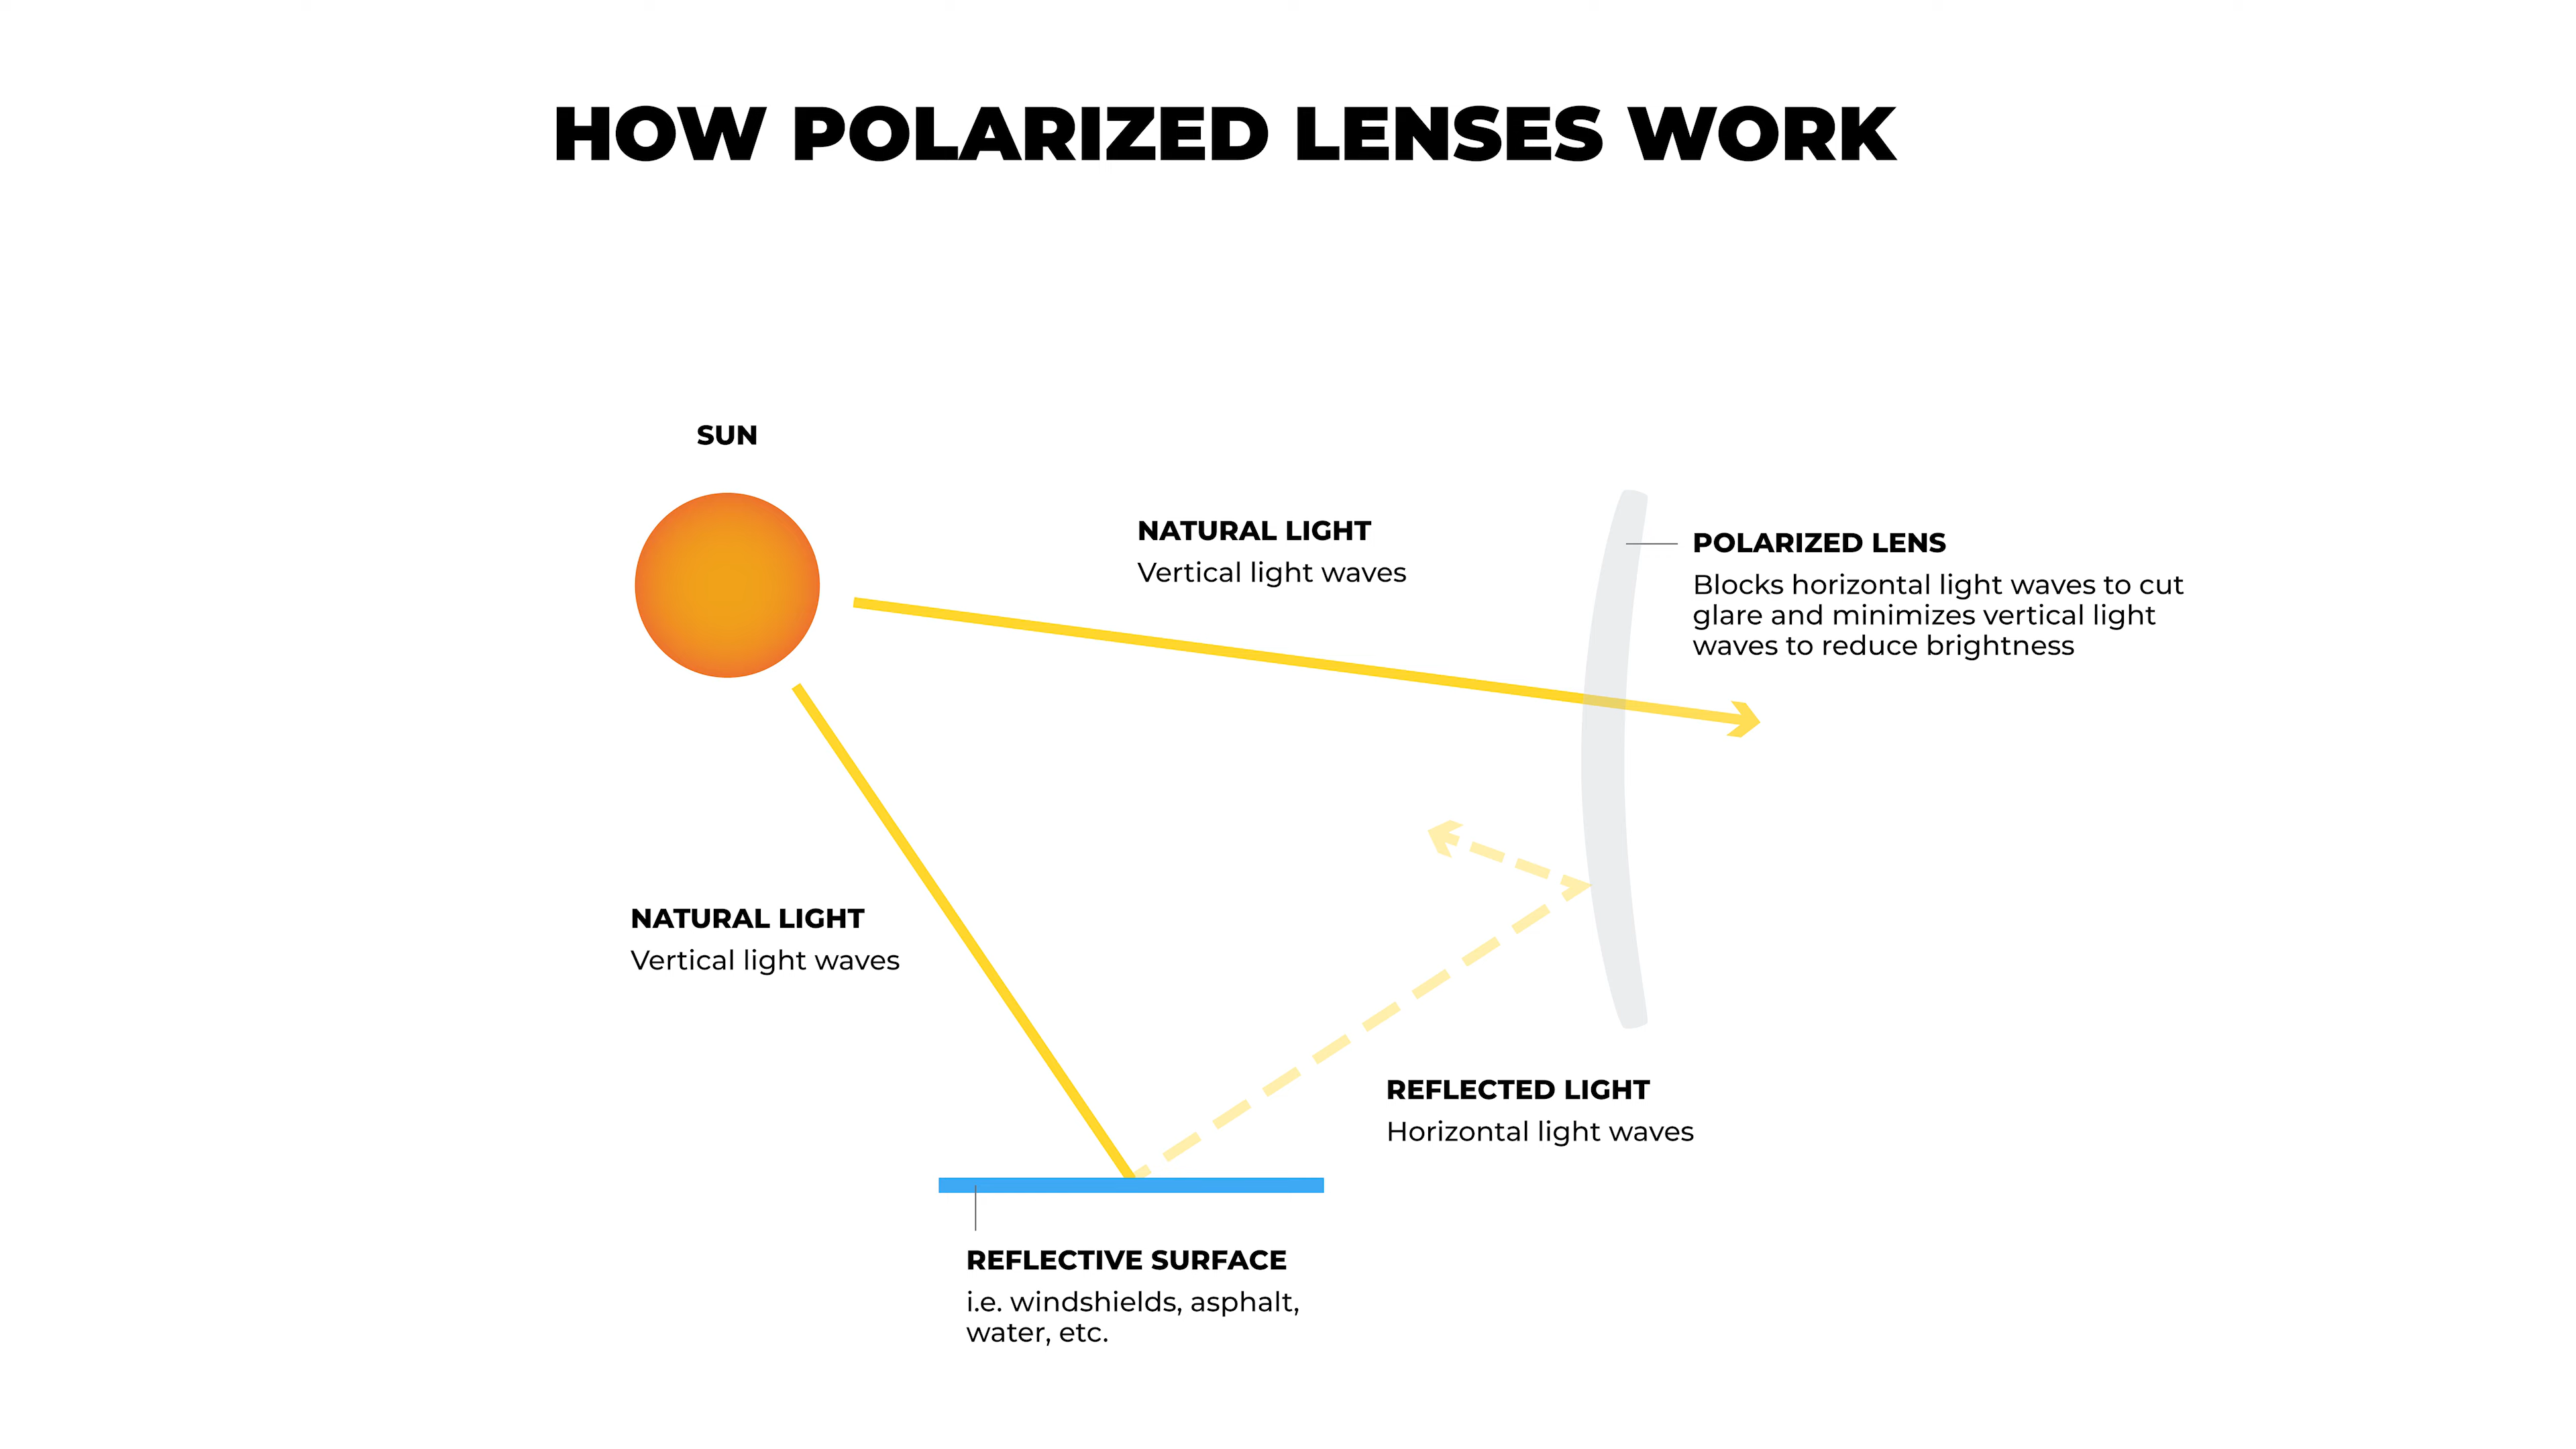 HOW POLARIZED LENSES WORK
SUN
NATURAL LIGHT
Vertical light waves
POLARIZED LENS
Blocks horizontal light waves to cut
glare and minimizes vertical light
waves to reduce brightness
NATURAL LIGHT
Vertical light waves
REFLECTED LIGHT
Horizontal light waves
REFLECTIVE SURFACE
i.e. windshields, asphalt,
water, etc.